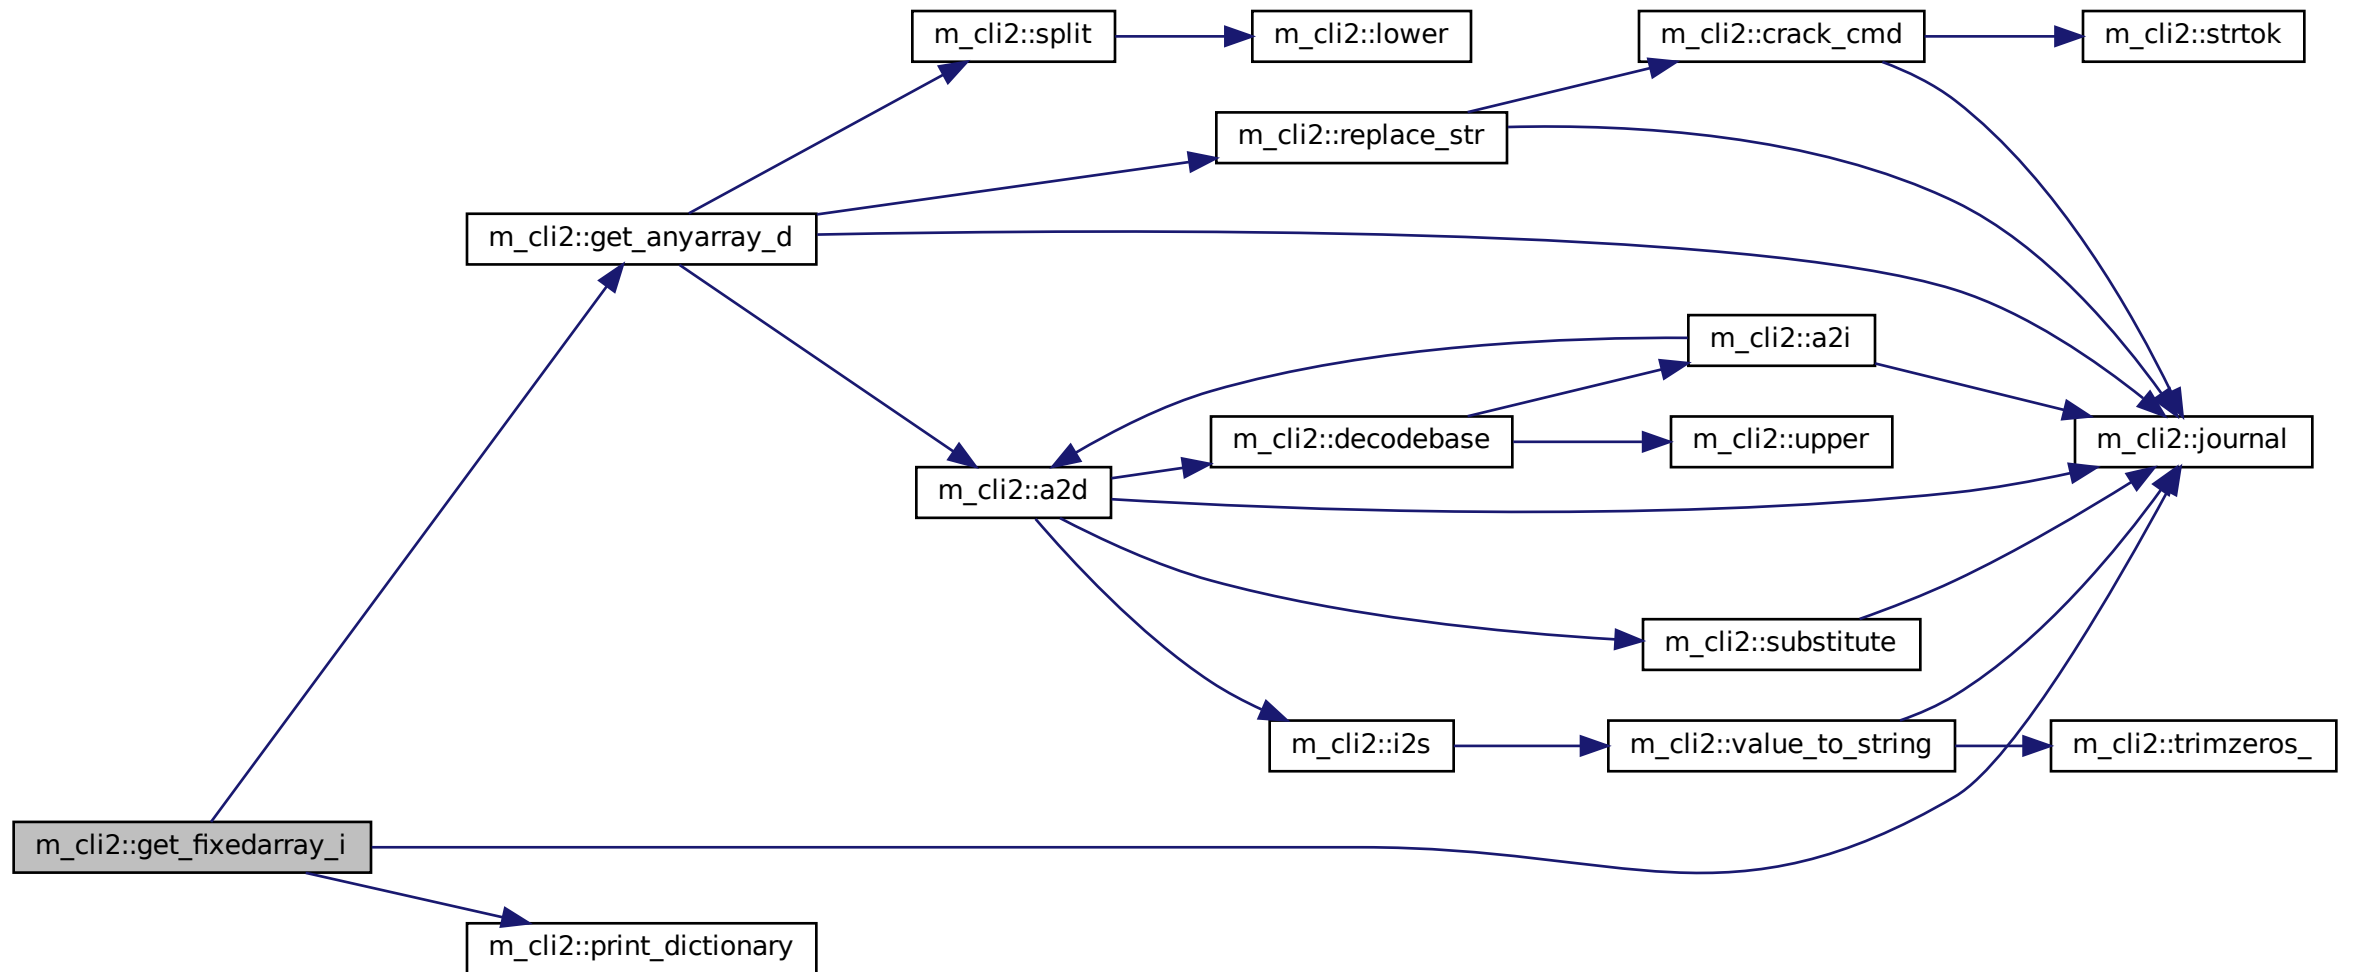 m_cli2::split
m_cli2::lower
m_cli2::crack_cmd
m_cli2::strtok
m_cli2::replace_str
m_cli2::get_anyarray_d
m_cli2::a2i
m_cli2::decodebase
m_cli2::upper
m_cli2::journal
m_cli2::a2d
m_cli2::substitute
m_cli2::i2s
m_cli2::value_to_string
m_cli2::trimzeros_
m_cli2::get_fixedarray_i
m_cli2::print_dictionary